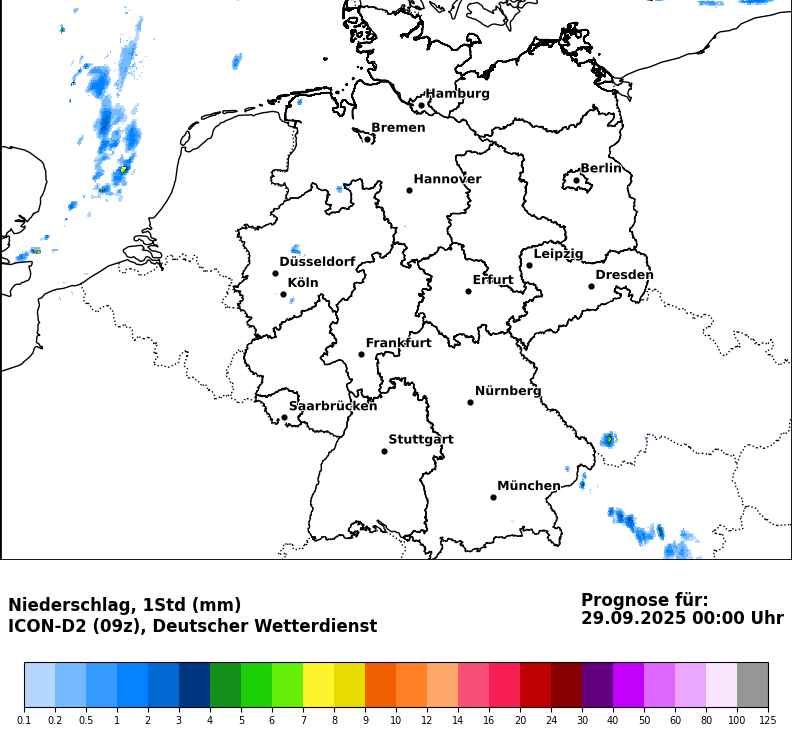 Hamburg
Bremen
Berlin
Hannover
Leipzig
Düsseldorf
Dresden
Köln
Erfurt
Frankfurt
Nürnberg
Saarbrücken
Stuttgart
München
Niederschlag, 1Std (mm)
ICON-D2 (09z), Deutscher Wetterdienst
Prognose für:
29.09.2025 00:00 Uhr
0.1 0.2 0.5 1 2 3 4 5 6 7 8 9 10 12 14 16 20 24 30 40 50 60 80 100 125